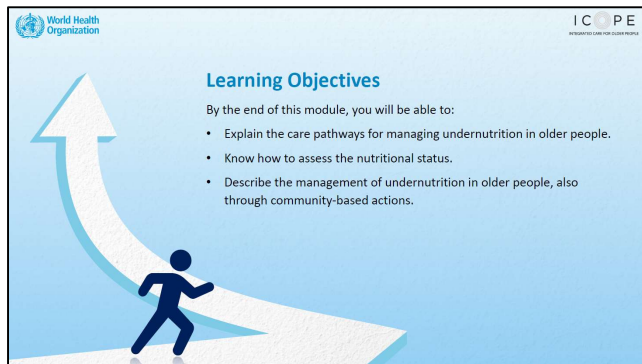 World Health
Organization
ICOPE
INTEGRATED CARE FOR OLDER PEOPLE
Learning Objectives
By the end of this module, you will be able to:
• Explain the care pathways for managing undernutrition in older people.
• Know how to assess the nutritional status.
• Describe the management of undernutrition in older people, also
through community-based actions.